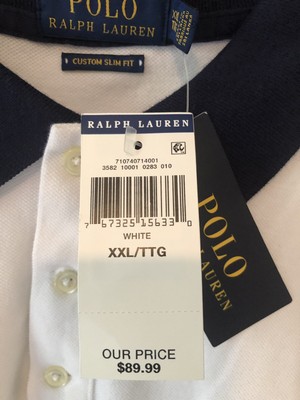 POLO
RALPH LAUREN
CUSTOM SLIM FIT
RALPH LAUREN
710740714001
3582 10001 0283 010
7 67325 15633 0
WHITE
XXL/TTG
OUR PRICE
$89.99
POLO
LAUREN